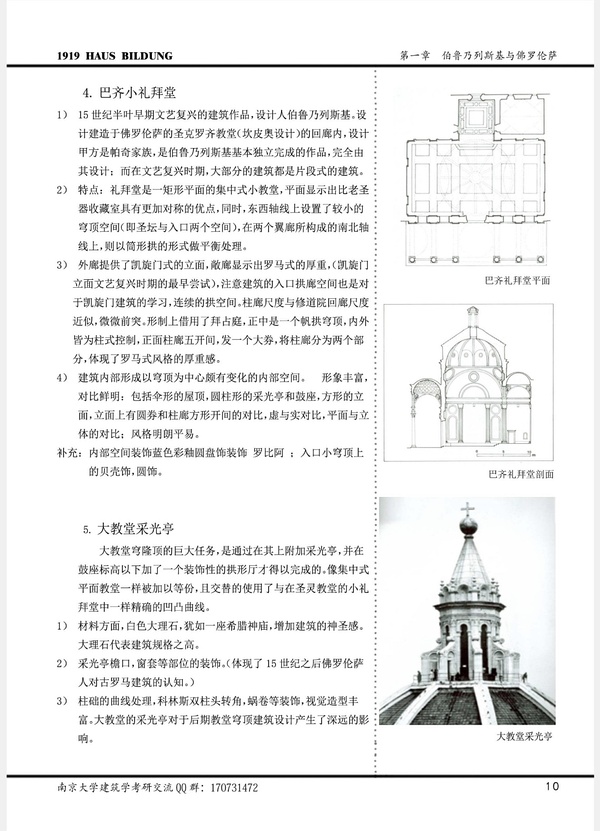 1919 HAUS BILDUNG
第一章 伯鲁乃列斯基与佛罗伦萨
4. 巴齐小礼拜堂
1) 15世纪半叶早期文艺复兴的建筑作品,设计人伯鲁乃列斯基。设
计建造于佛罗伦萨的圣克罗齐教堂(坎皮奥设计)的回廊内,设计
甲方是帕奇家族,是伯鲁乃列斯基基本独立完成的作品,完全由
其设计; 而在文艺复兴时期,大部分的建筑都是片段式的建筑。
2) 特点: 礼拜堂是一矩形平面的集中式小教堂,平面显示出比老圣
器收藏室具有更加对称的优点,同时,东西轴线上设置了较小的
穹顶空间(即圣坛与入口两个空间),在两个翼廊所构成的南北轴
线上,则以筒形拱的形式做平衡处理。
3) 外廊提供了凯旋门式的立面,敞廊显示出罗马式的厚重,(凯旋门
立面文艺复兴时期的最早尝试),注意建筑的入口拱廊空间也是对
于凯旋门建筑的学习,连续的拱空间。柱廊尺度与修道院回廊尺度
近似,微微前突。形制上借用了拜占庭,正中是一个帆拱穹顶,内外
皆为柱式控制,正面柱廊五开间,发一个大券,将柱廊分为两个部
分,体现了罗马式风格的厚重感。
4) 建筑内部形成以穹顶为中心颇有变化的内部空间。 形象丰富,
对比鲜明: 包括伞形的屋顶,圆柱形的采光亭和鼓座,方形的立
面,立面上有圆券和柱廊方形开间的对比,虚与实对比,平面与立
体的对比; 风格明朗平易。
补充: 内部空间装饰蓝色彩釉圆盘饰装饰 罗比阿 ; 入口小穹顶上
的贝壳饰,圆饰。
5. 大教堂采光亭
大教堂穹隆顶的巨大任务,是通过在其上附加采光亭,并在
鼓座标高以下加了一个装饰性的拱形厅才得以完成的。像集中式
平面教堂一样被加以等份,且交替的使用了与在圣灵教堂的小礼
拜堂中一样精确的凹凸曲线。
1) 材料方面,白色大理石,犹如一座希腊神庙,增加建筑的神圣感。
大理石代表建筑规格之高。
2) 采光亭檐口,窗套等部位的装饰。(体现了15世纪之后佛罗伦萨
人对古罗马建筑的认知。)
3) 柱础的曲线处理,科林斯双柱头转角,蜗卷等装饰,视觉造型丰
富。大教堂的采光亭对于后期教堂穹顶建筑设计产生了深远的影
响。
巴齐礼拜堂平面
巴齐礼拜堂剖面
大教堂采光亭
南京大学建筑学考研交流QQ群: 170731472
10